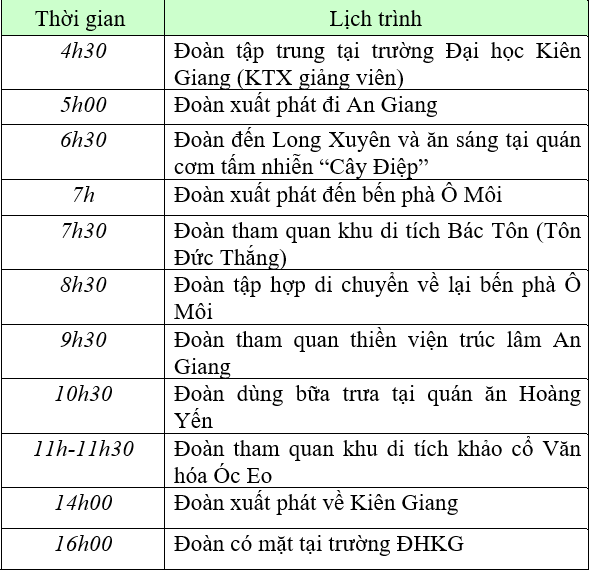 Thời gian Lịch trình
4h30 Đoàn tập trung tại trường Đại học Kiên
Giang (KTX giảng viên)
5h00 Đoàn xuất phát đi An Giang
6h30 Đoàn đến Long Xuyên và ăn sáng tại quán
cơm tấm nhiễn “Cây Điệp”
7h Đoàn xuất phát đến bến phà Ô Môi
7h30 Đoàn tham quan khu di tích Bác Tôn (Tôn
Đức Thắng)
8h30 Đoàn tập hợp di chuyển về lại bến phà Ô
Môi
9h30 Đoàn tham quan thiền viện trúc lâm An
Giang
10h30 Đoàn dùng bữa trưa tại quán ăn Hoàng
Yến
11h-11h30 Đoàn tham quan khu di tích khảo cổ Văn
hóa Óc Eo
14h00 Đoàn xuất phát về Kiên Giang
16h00 Đoàn có mặt tại trường ĐHKG